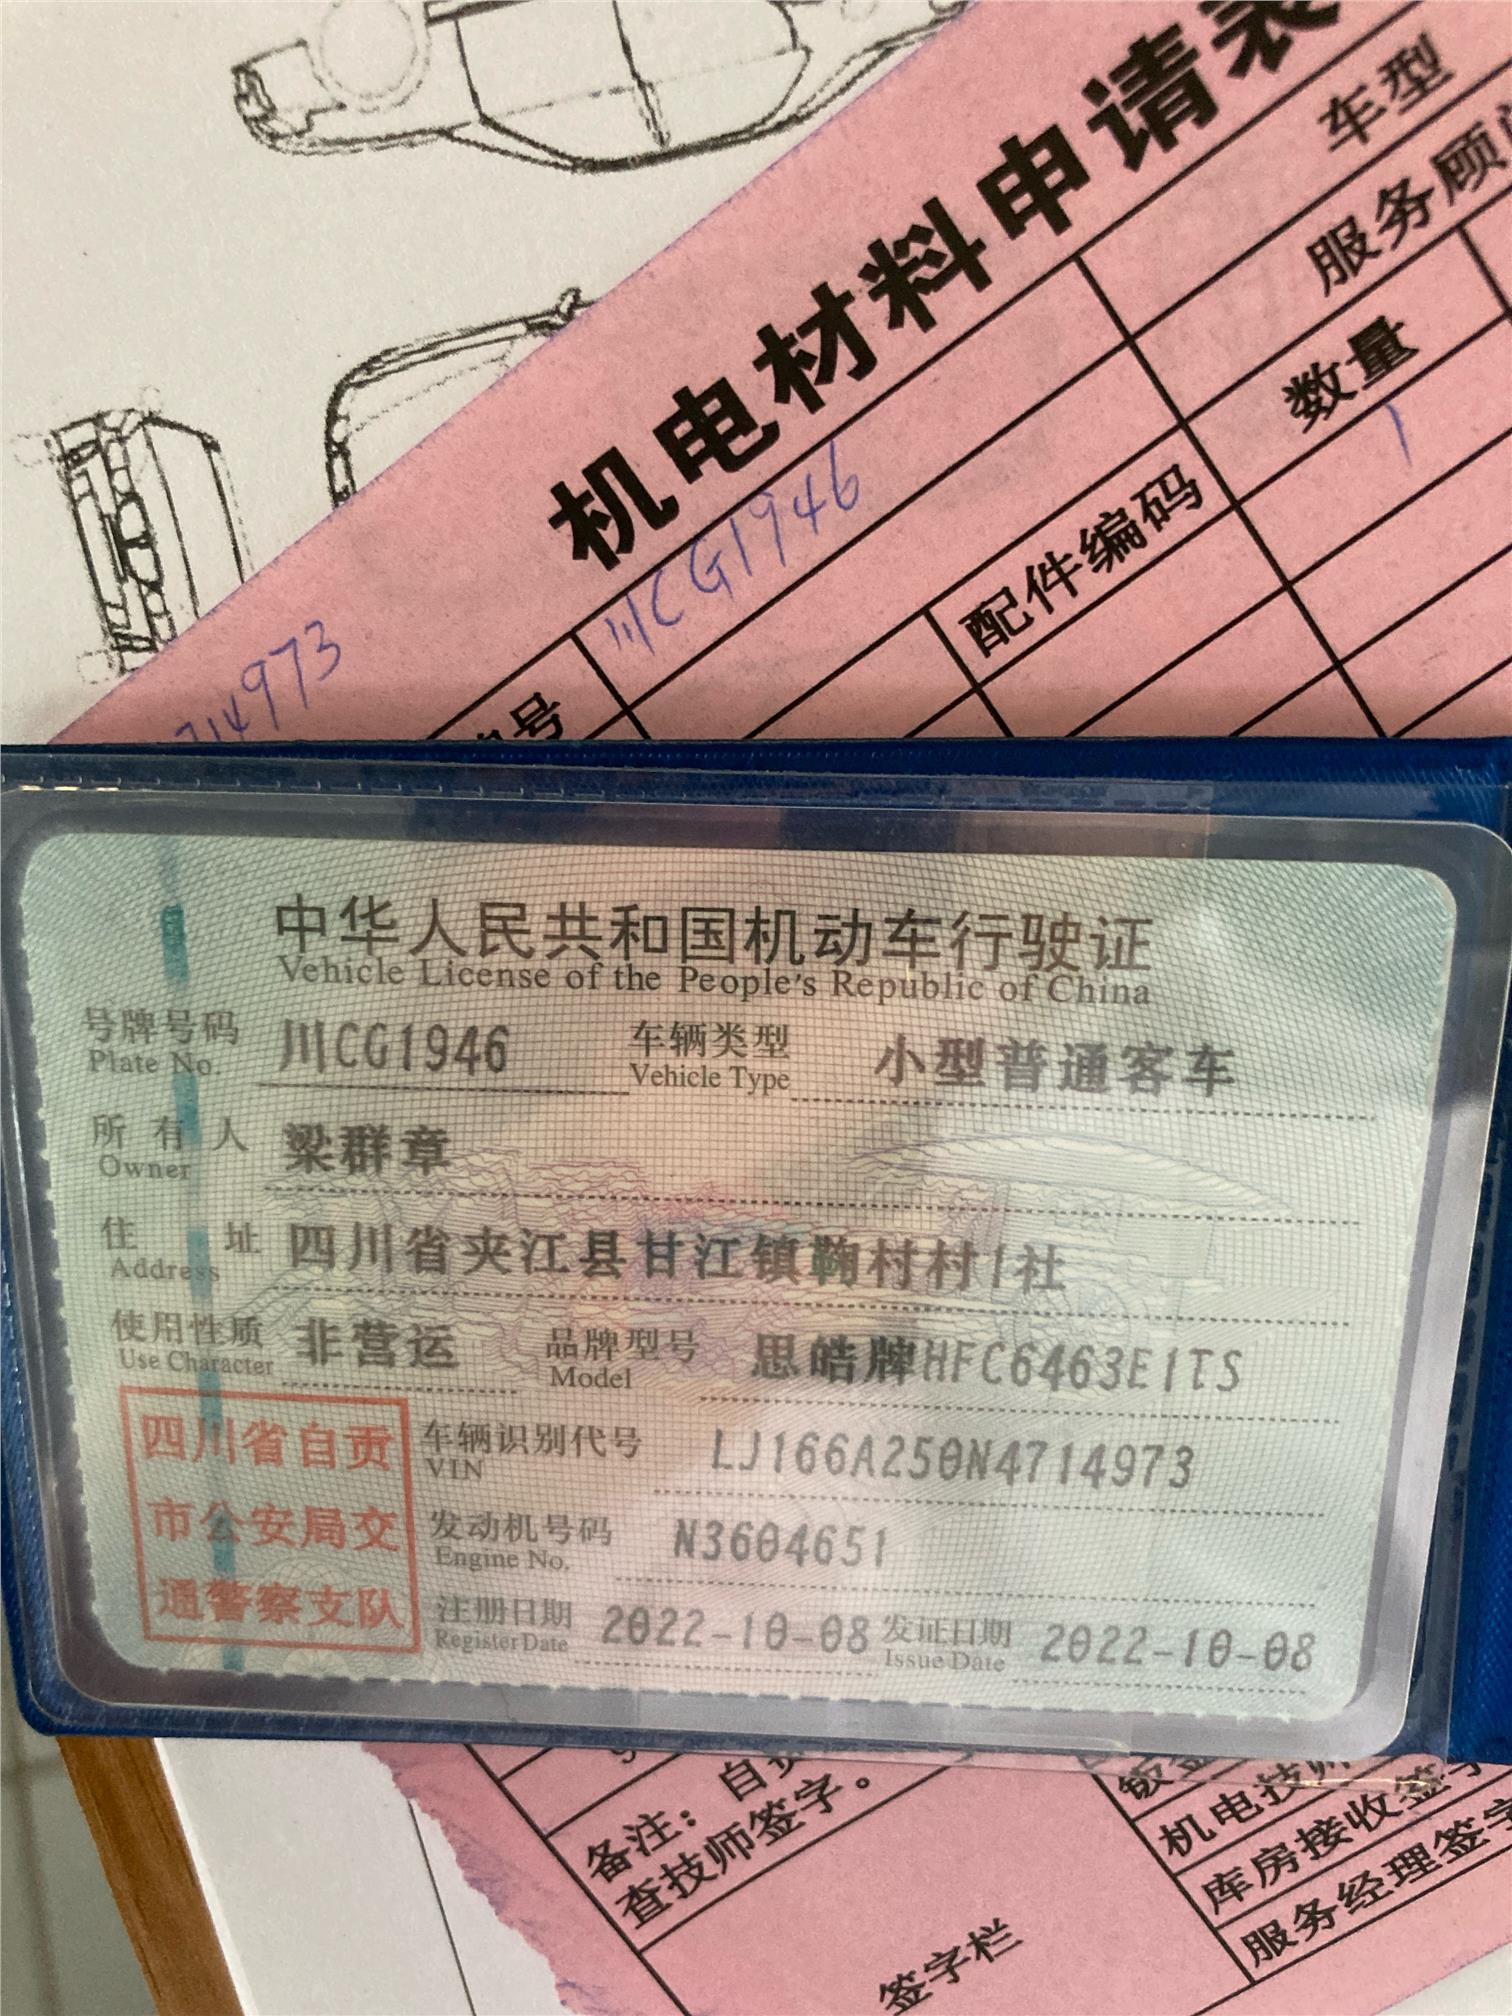 机电材料申请表
车型
服务顾
川CG1946
数量
1
配件编码
号
714973
中华人民共和国机动车行驶证
Vehicle License of the People's Republic of China
号牌号码 川CG1946 车辆类型 小型普通客车
Plate No. Vehicle Type
所有人 梁群章
Owner
住址 四川省夹江县甘江镇鞠村村1社
Address
使用性质 非营运 品牌型号 思皓牌HFC6463E1TS
Use Character Model
四川省自贡
市公安局交
通警察支队
车辆识别代号 LJ166A250N4714973
VIN
发动机号码 N3604651
Engine No.
注册日期 2022-10-08 发证日期 2022-10-08
Register Date Issue Date
备注：自贡
查技师签字。
钣
机电技师
库房接收签字
服务经理签字
签字栏